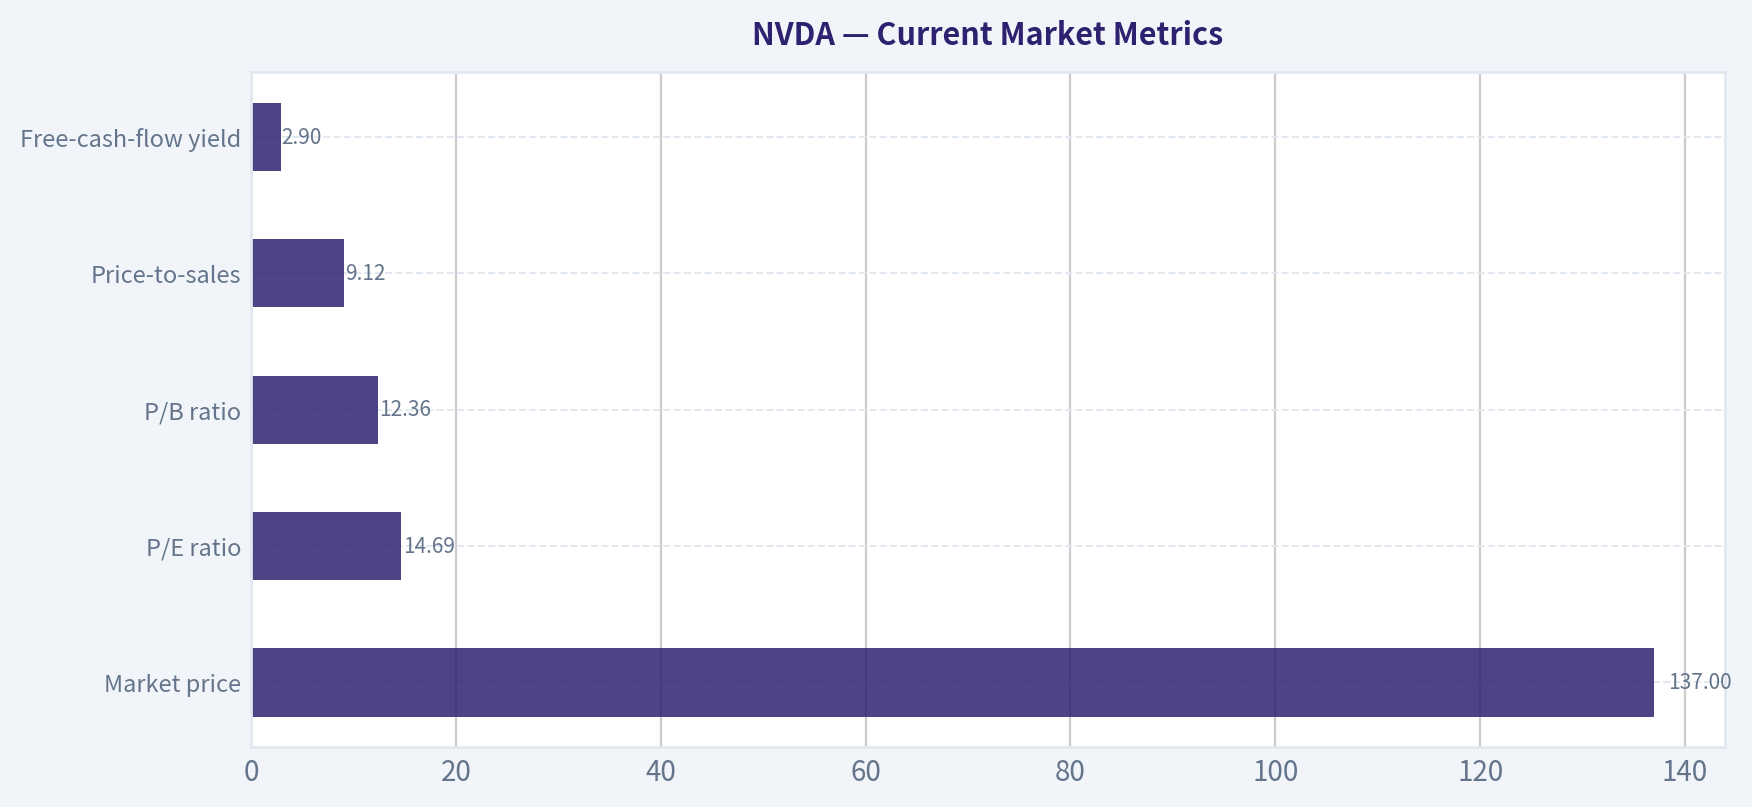 NVDA — Current Market Metrics
Free-cash-flow yield
2.90
Price-to-sales
9.12
P/B ratio
12.36
P/E ratio
14.69
Market price
137.00
0 20 40 60 80 100 120 140